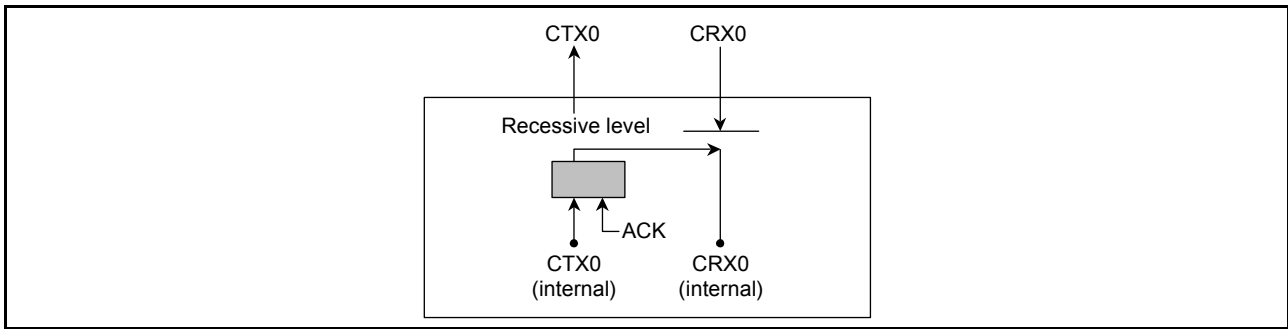 CTX0 CRX0
Recessive level
ACK
CTX0 CRX0
(internal) (internal)